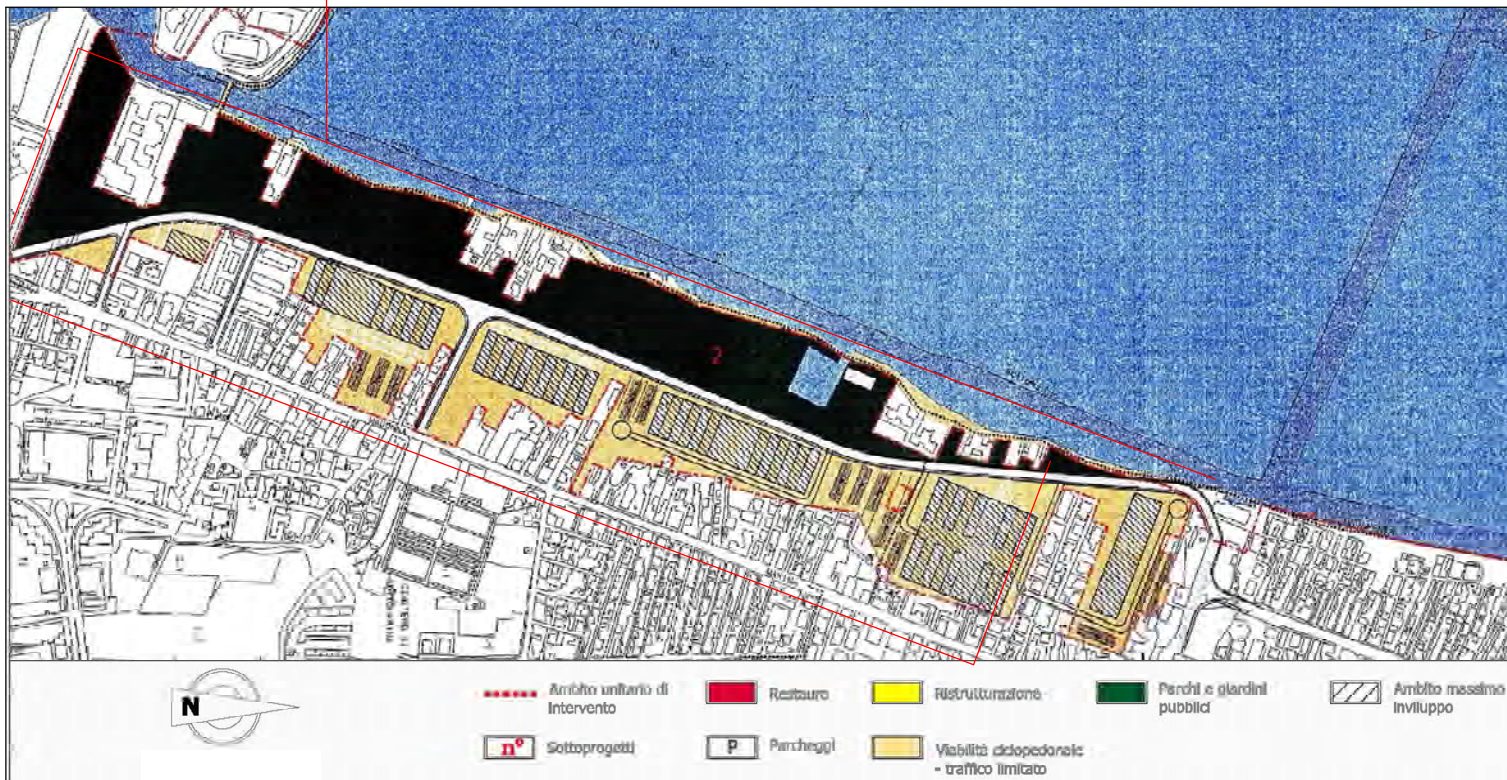 2
N
Ambito unitario di
intervento
Restauro
Ristrutturazione
Parchi e giardini
pubblici
Ambito massimo
inviluppo
n° Sottoprogetti
P Parcheggi
Viabilità ciclopedonale
- traffico limitato